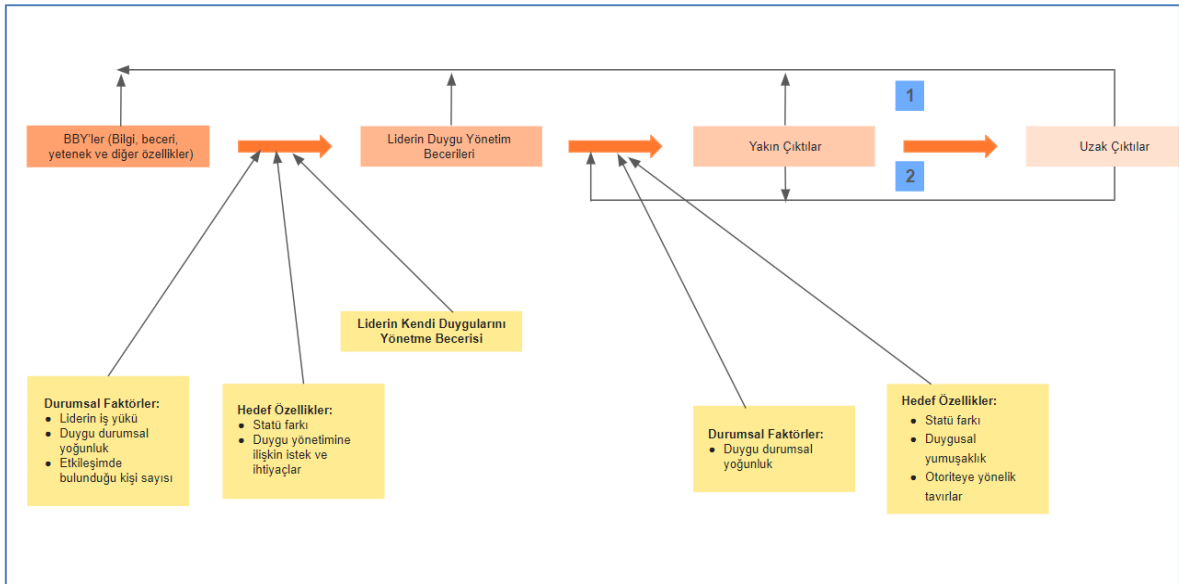 1
BBY'ler (Bilgi, beceri,
yetenek ve diğer özellikler)
Liderin Duygu Yönetim
Becerileri
Yakın Çıktılar
Uzak Çıktılar
2
Liderin Kendi Duygularını
Yönetme Becerisi
Durumsal Faktörler:
● Liderin iş yükü
● Duygu durumsal
yoğunluk
● Etkileşimde
bulunduğu kişi sayısı
Hedef Özellikler:
● Statü farkı
● Duygu yönetimine
ilişkin istek ve
ihtiyaçlar
Durumsal Faktörler:
● Duygu durumsal
yoğunluk
Hedef Özellikler:
● Statü farkı
● Duygusal
yumuşaklık
● Otoriteye yönelik
tavırlar